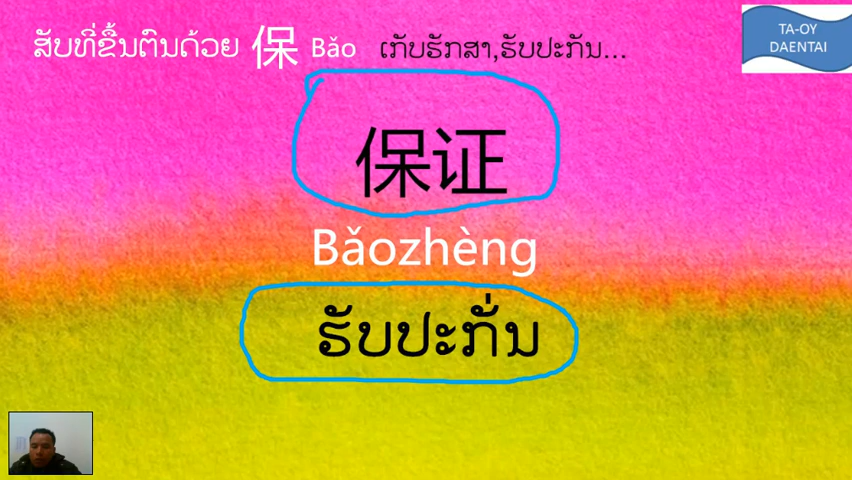 ສັບທີ່ຂື້ນຕົ້ນດ້ວຍ 保 Bǎo ເກັບຮັກສາ,ຮັບປະກັນ...
TA-OY
DAENTAI
保证
Bǎozhèng
ຮັບປະກັ່ນ